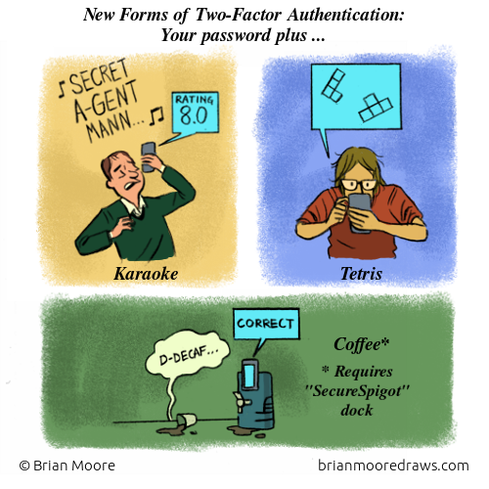 New Forms of Two-Factor Authentication:
Your password plus ...
SECRET
A-GENT
MANN...
RATING
8.0
Karaoke
Tetris
D-DECAF...
CORRECT
Coffee*
* Requires
"SecureSpigot"
dock
© Brian Moore
brianmooredraws.com